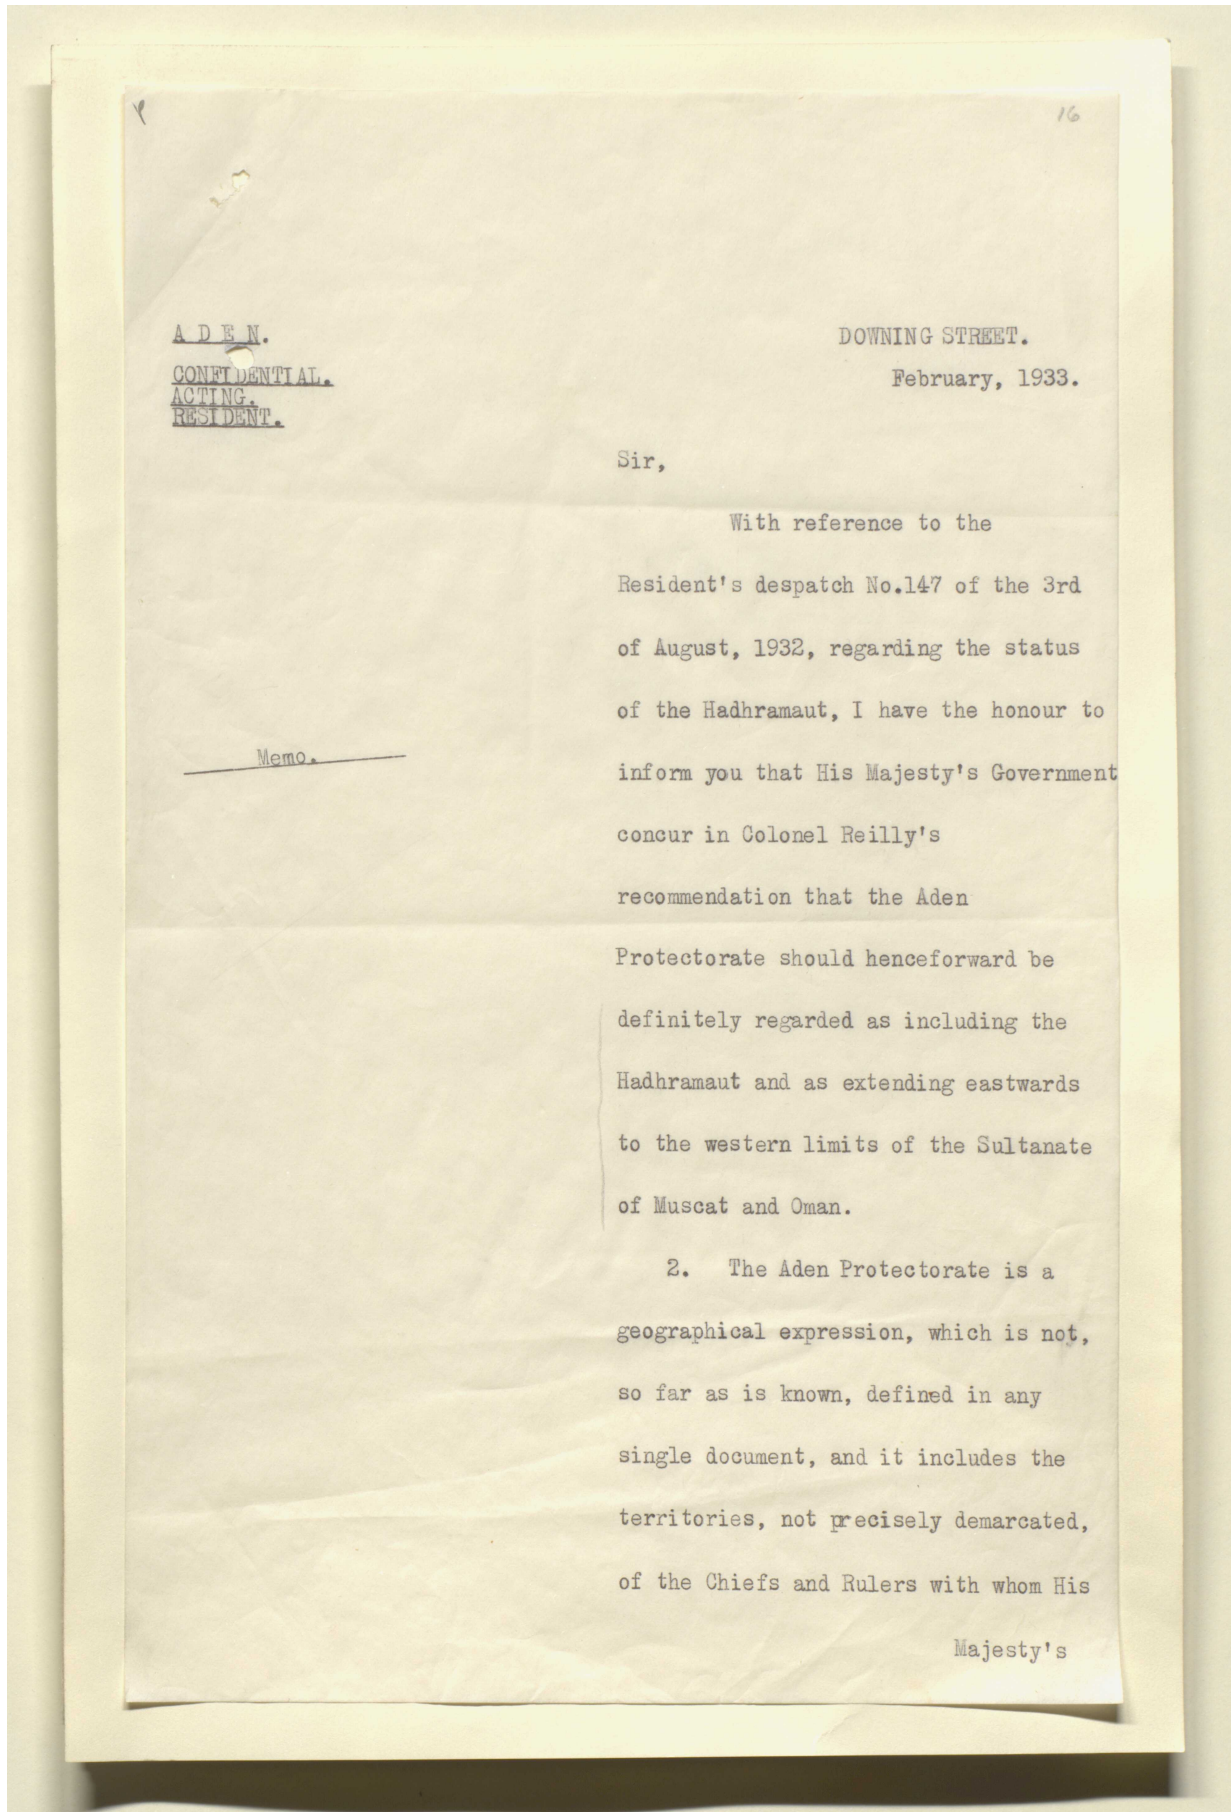 16
A D E N.
DOWNING STREET.
CONFIDENTIAL.
February, 1933.
ACTING.
RESIDENT.
Sir,
With reference to the
Resident's despatch No.147 of the 3rd
of August, 1932, regarding the status
of the Hadhramaut, I have the honour to
Memo.
inform you that His Majesty's Government
concur in Colonel Reilly's
recommendation that the Aden
Protectorate should henceforward be
definitely regarded as including the
Hadhramaut and as extending eastwards
to the western limits of the Sultanate
of Muscat and Oman.
2. The Aden Protectorate is a
geographical expression, which is not,
so far as is known, defined in any
single document, and it includes the
territories, not precisely demarcated,
of the Chiefs and Rulers with whom His
Majesty's